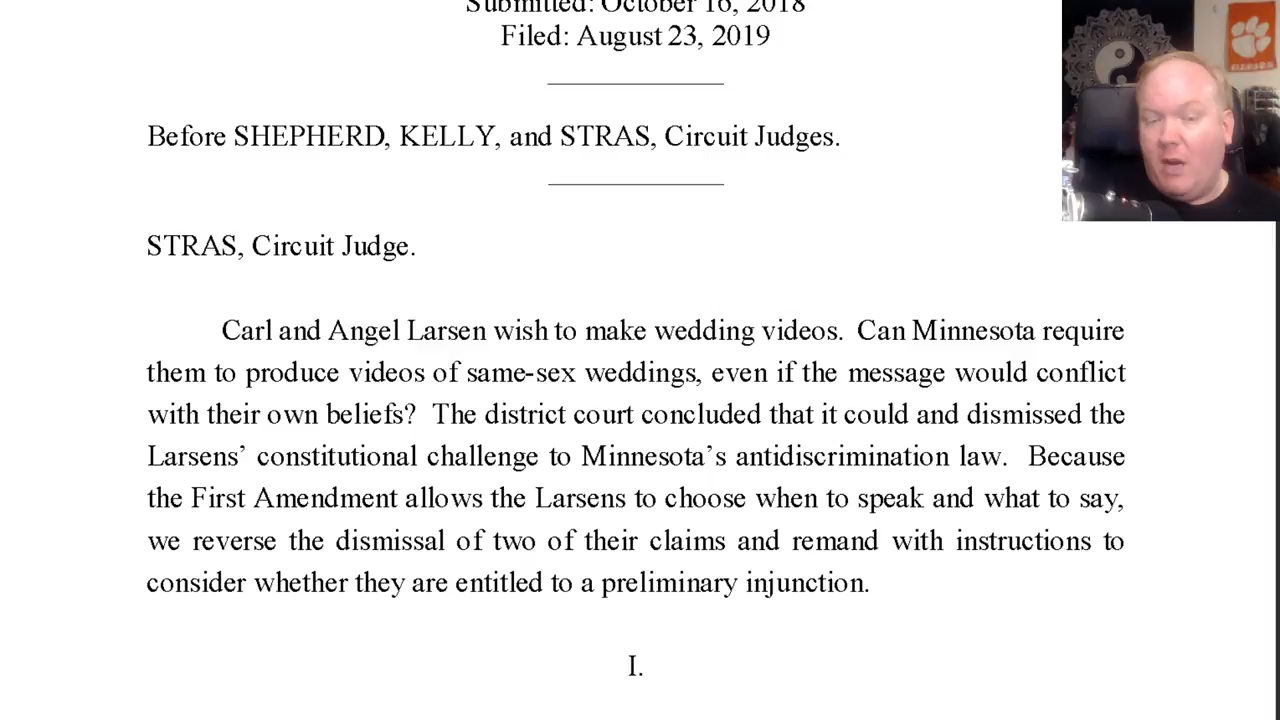 Submitted: October 16, 2018
Filed: August 23, 2019
Before SHEPHERD, KELLY, and STRAS, Circuit Judges.
STRAS, Circuit Judge.
Carl and Angel Larsen wish to make wedding videos. Can Minnesota require
them to produce videos of same-sex weddings, even if the message would conflict
with their own beliefs? The district court concluded that it could and dismissed the
Larsens’ constitutional challenge to Minnesota’s antidiscrimination law. Because
the First Amendment allows the Larsens to choose when to speak and what to say,
we reverse the dismissal of two of their claims and remand with instructions to
consider whether they are entitled to a preliminary injunction.
I.
CLEMSON